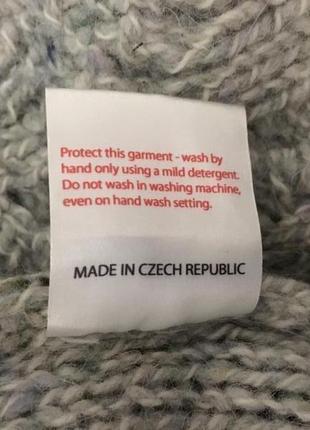 Protect this garment - wash by
hand only using a mild detergent.
Do not wash in washing machine,
even on hand wash setting.
MADE IN CZECH REPUBLIC